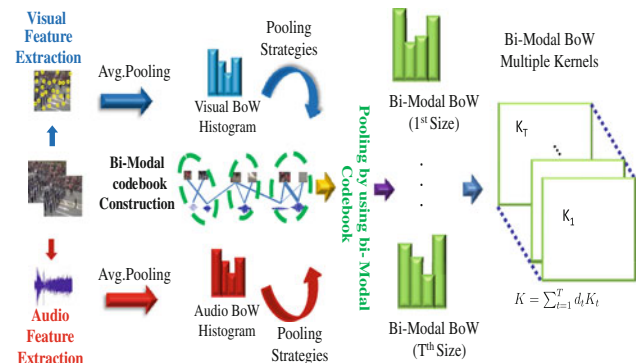 Visual
Feature
Extraction
Avg.Pooling
Visual BoW
Histogram
Pooling
Strategies
Bi-Modal
codebook
Construction
Audio
Feature
Extraction
Avg.Pooling
Audio BoW
Histogram
Pooling
Strategies
Pooling by using bi- Modal
Codebook
Bi-Modal BoW
(1st Size)
Bi-Modal BoW
(Tth Size)
Bi-Modal BoW
Multiple Kernels
K_T
K_1
K = \sum_{t=1}^{T} d_t K_t